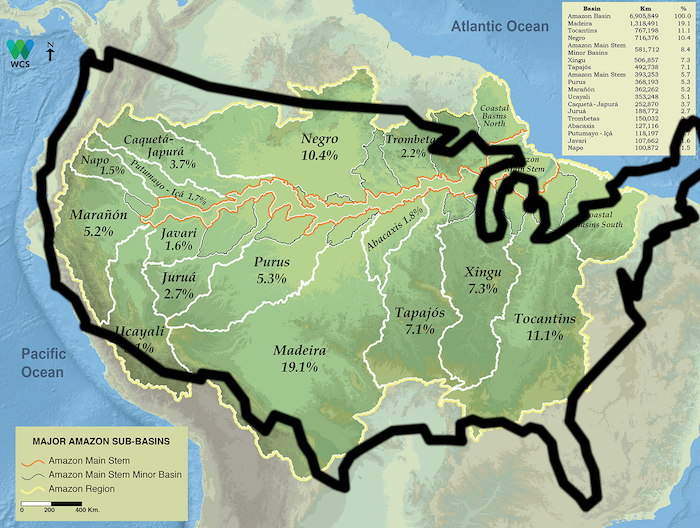 Atlantic Ocean
WCS
N
Basin Km %
Amazon Basin 6,905,849 100.0
Madeira 1,318,491 19.1
Tocantins 767,198 11.1
Negro 716,376 10.4
Amazon Main Stem
Minor Basins 581,712 8.4
Xingu 506,857 7.3
Tapajós 492,738 7.1
Amazon Main Stem 393,253 5.7
Purus 368,193 5.3
Marañón 362,262 5.2
Ucayali 353,248 5.1
Caquetá-Japurá 252,870 3.7
Juruá 188,772 2.7
Trombetas 150,032
Abacaxis 127,116
Putumayo - Içá 118,197
Javari 107,662 1.6
Napo 100,872 1.5
Coastal
Basins
North
Caquetá-
Japurá
3.7%
Negro
10.4%
Trombeta
2.2%
Napo
1.5%
Putumayo - Içá 1.7%
Main Stem
Marañón
5.2%
Javari
1.6%
Abacaxis 1.8%
Coastal
Basins South
Juruá
2.7%
Purus
5.3%
Xingu
7.3%
Tapajós
7.1%
Tocantins
11.1%
Ucayali
1%
Madeira
19.1%
Pacific
Ocean
MAJOR AMAZON SUB-BASINS
Amazon Main Stem
Amazon Main Stem Minor Basin
Amazon Region
0 200 400 Km.